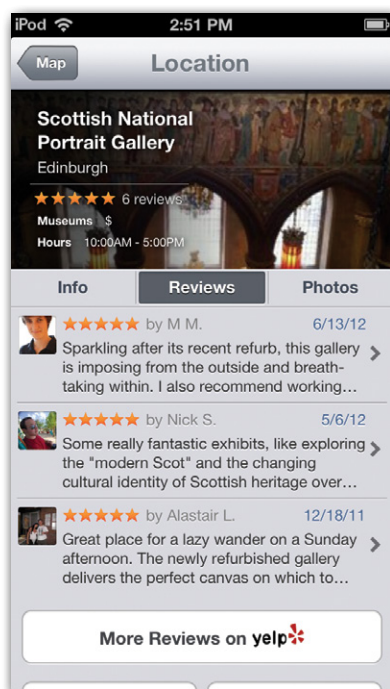 iPod 2:51 PM
Map Location
Scottish National
Portrait Gallery
Edinburgh
6 reviews
Museums $
Hours 10:00AM - 5:00PM
Info Reviews Photos
by M M. 6/13/12
Sparkling after its recent refurb, this gallery
is imposing from the outside and breath-
taking within. I also recommend working...
by Nick S. 5/6/12
Some really fantastic exhibits, like exploring
the "modern Scot" and the changing
cultural identity of Scottish heritage over...
by Alastair L. 12/18/11
Great place for a lazy wander on a Sunday
afternoon. The newly refurbished gallery
delivers the perfect canvas on which to...
More Reviews on yelp